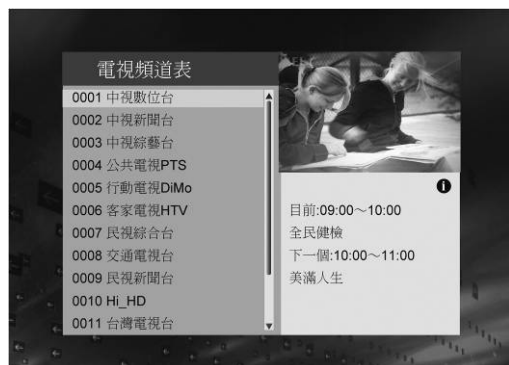 電視頻道表
0001 中視數位台
0002 中視新聞台
0003 中視綜藝台
0004 公共電視PTS
0005 行動電視DiMo
0006 客家電視HTV
0007 民視綜合台
0008 交通電視台
0009 民視新聞台
0010 Hi_HD
0011 台灣電視台
目前:09:00～10:00
全民健檢
下一個:10:00～11:00
美滿人生